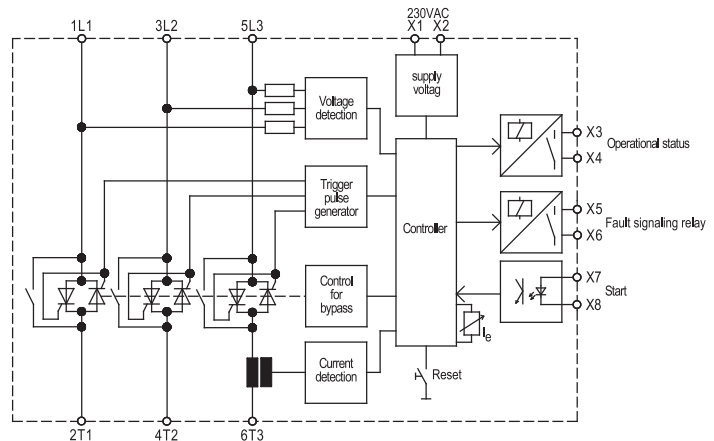 1L1 3L2 5L3 230VAC
X1 X2
supply
voltag
Voltage
detection
X3
X4
Operational status
Trigger
pulse
generator
Controller
X5
X6
Fault signaling relay
Control
for
bypass
X7
X8
Start
Ie
Current
detection
Reset
2T1 4T2 6T3